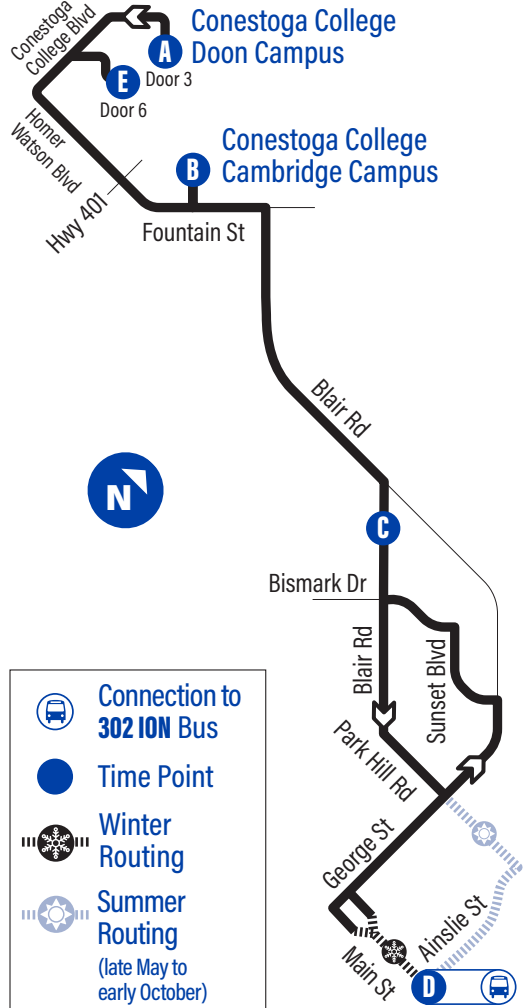 Conestoga
College Blvd
A
Conestoga College
Doon Campus
Door 3
E
Door 6
Homer
Watson Blvd
Hwy 401
B
Conestoga College
Cambridge Campus
Fountain St
Blair Rd
N
C
Bismark Dr
Blair Rd
Sunset Blvd
Park Hill Rd
George St
Main St
Ainslie St
D
Connection to
302 ION Bus
Time Point
Winter
Routing
Summer
Routing
(late May to
early October)